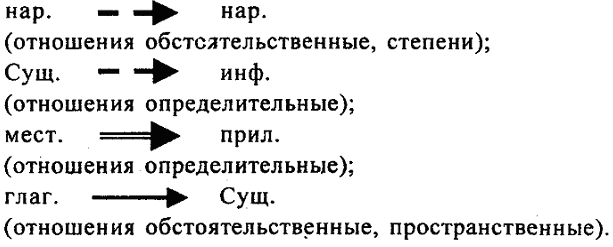 нар. нар.
(отношения обстоятельственные, степени);
Сущ. инф.
(отношения определительные);
мест. прил.
(отношения определительные);
глаг. Сущ.
(отношения обстоятельственные, пространственные).